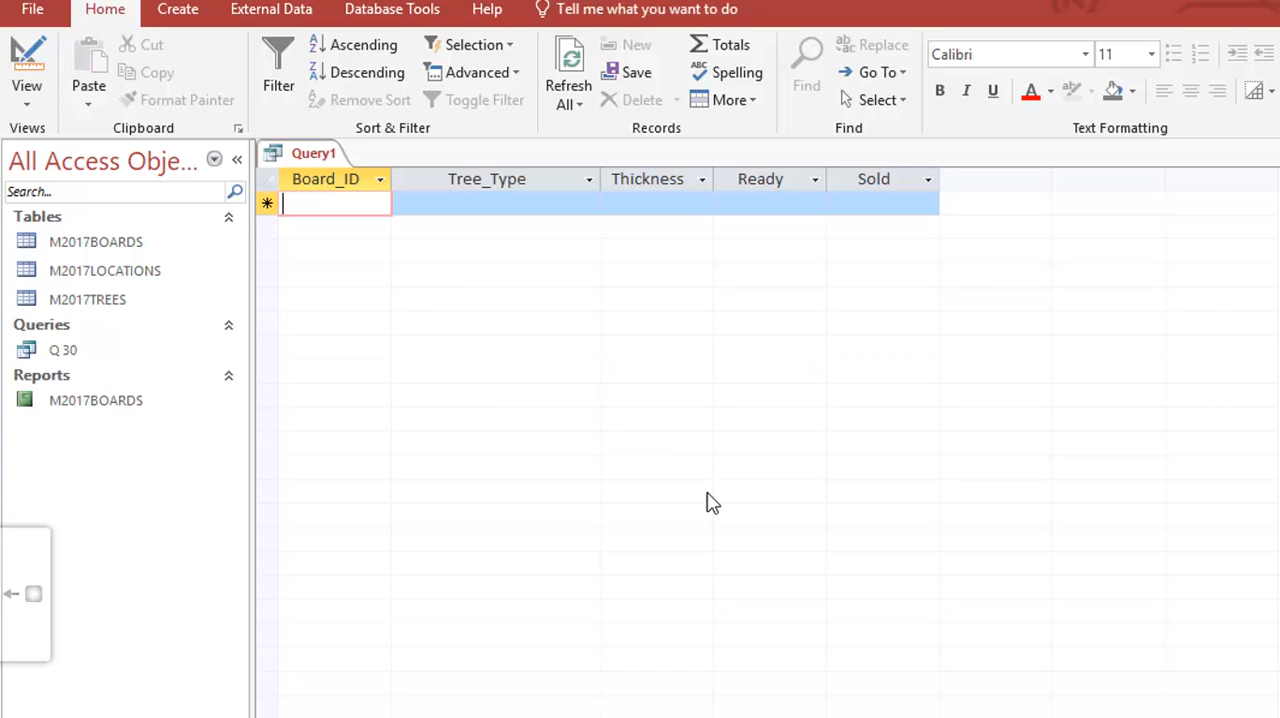 File Home Create External Data Database Tools Help Tell me what you want to do
Cut Ascending Selection New Totals Replace Calibri 11
Copy Descending Advanced Save Spelling Go To
View Paste Format Painter Filter Remove Sort Toggle Filter Refresh All Delete More Find Select B I U A
Views Clipboard Sort & Filter Records Find Text Formatting
All Access Obje...
Search...
Tables
M2017BOARDS
M2017LOCATIONS
M2017TREES
Queries
Q 30
Reports
M2017BOARDS
Query1
Board_ID Tree_Type Thickness Ready Sold